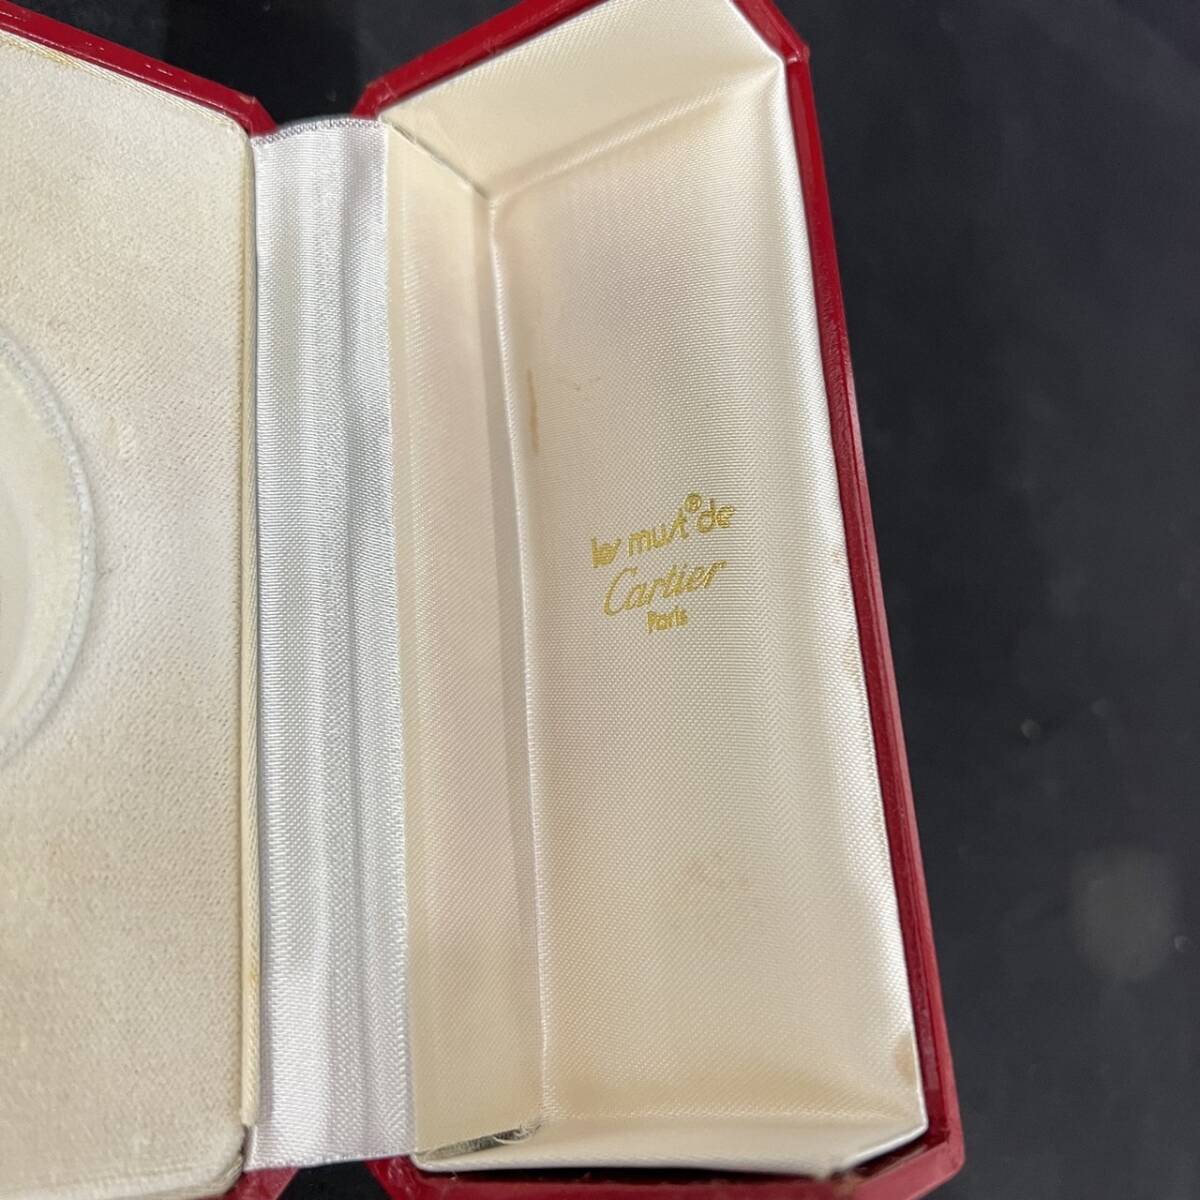 les must® de
Cartier
Paris